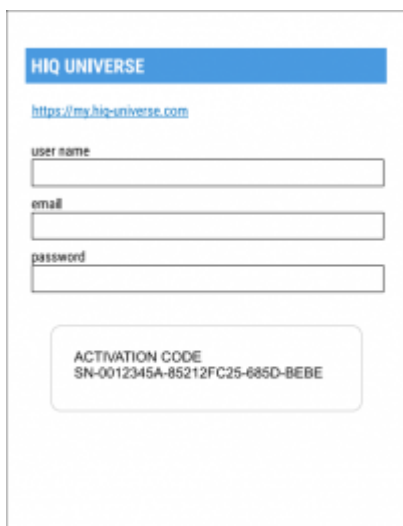 HIQ UNIVERSE
https://my.hiq-universe.com
user name
email
password
ACTIVATION CODE
SN-0012345A-85212FC25-685D-BEBE